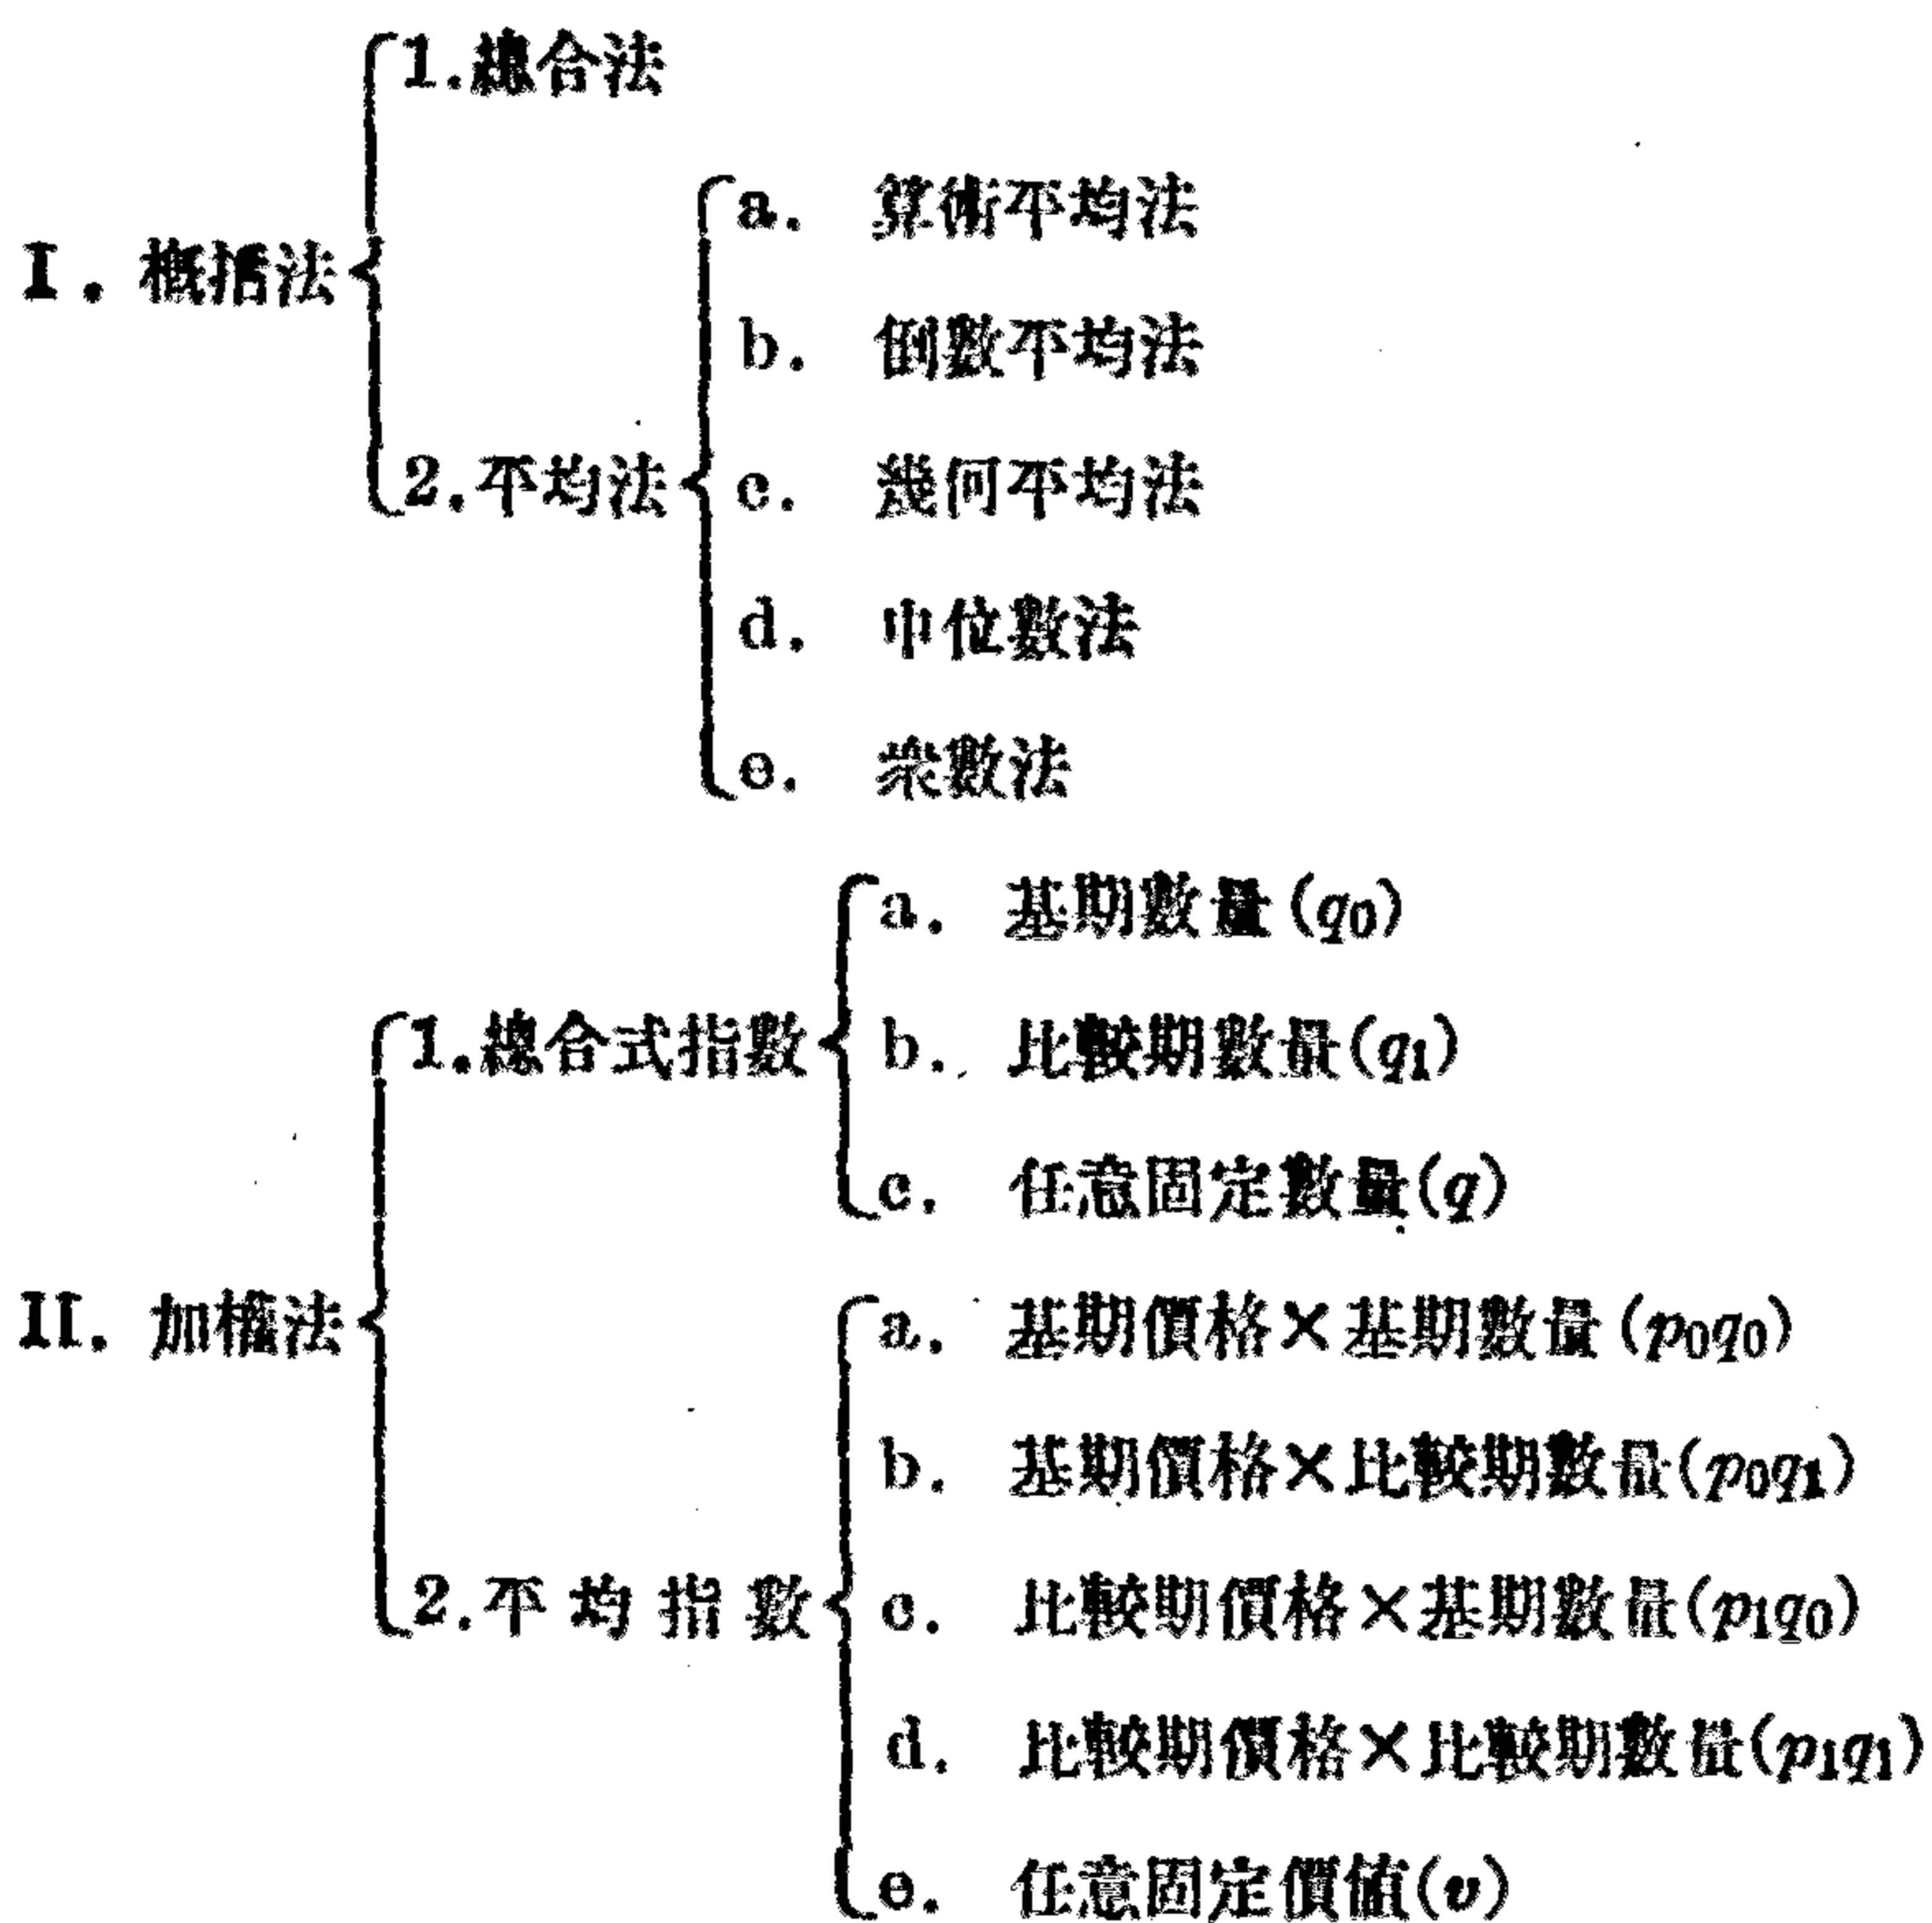 I. 概括法
1.總合法
2.平均法
a. 算術平均法
b. 倒數平均法
c. 幾何平均法
d. 中位數法
e. 衆數法
II. 加權法
1.總合式指數
a. 基期數量(q₀)
b. 比較期數量(q₁)
c. 任意固定數量(q)
2.平均指數
a. 基期價格×基期數量(p₀q₀)
b. 基期價格×比較期數量(p₀q₁)
c. 比較期價格×基期數量(p₁q₀)
d. 比較期價格×比較期數量(p₁q₁)
e. 任意固定價值(v)